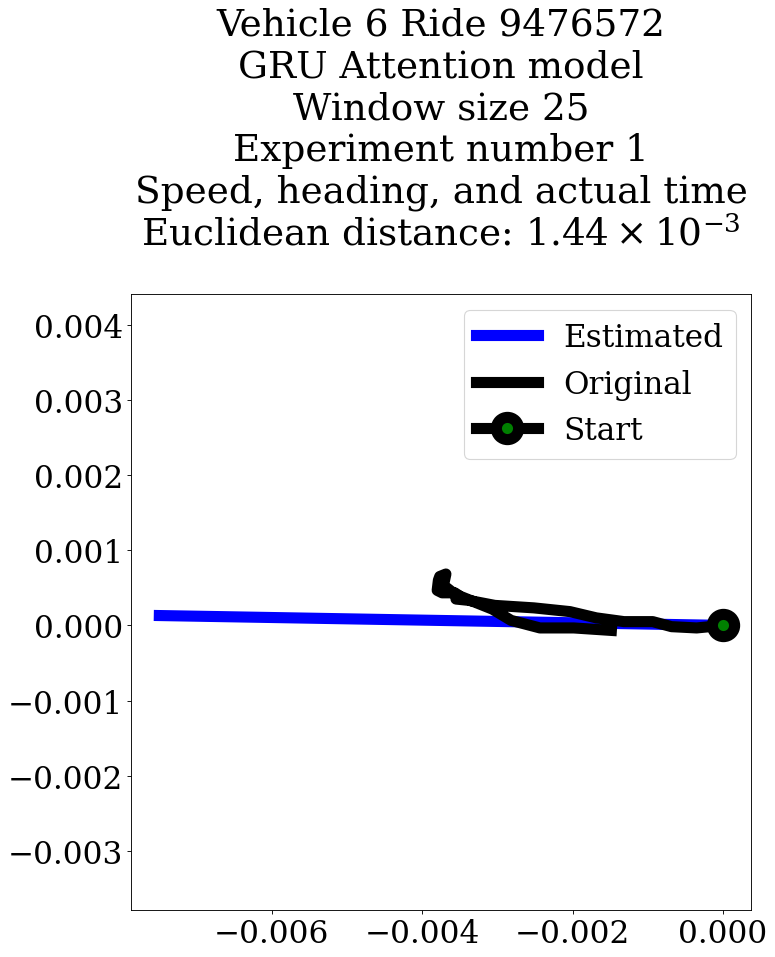 Vehicle 6 Ride 9476572
GRU Attention model
Window size 25
Experiment number 1
Speed, heading, and actual time
Euclidean distance: 1.44 × 10⁻³
Estimated
Original
Start
0.004
0.003
0.002
0.001
0.000
−0.001
−0.002
−0.003
−0.006 −0.004 −0.002 0.000